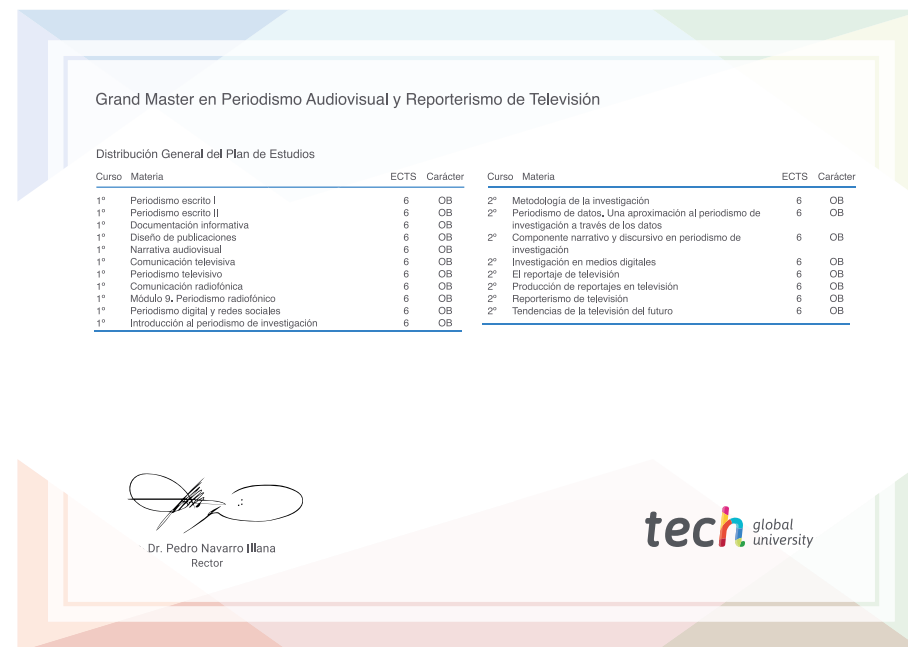 Grand Master en Periodismo Audiovisual y Reporterismo de Televisión
Distribución General del Plan de Estudios
Curso Materia ECTS Carácter
1º Periodismo escrito I 6 OB
1º Periodismo escrito II 6 OB
1º Documentación informativa 6 OB
1º Diseño de publicaciones 6 OB
1º Narrativa audiovisual 6 OB
1º Comunicación televisiva 6 OB
1º Periodismo televisivo 6 OB
1º Comunicación radiofónica 6 OB
1º Módulo 9. Periodismo radiofónico 6 OB
1º Periodismo digital y redes sociales 6 OB
1º Introducción al periodismo de investigación 6 OB
Curso Materia ECTS Carácter
2º Metodología de la investigación 6 OB
2º Periodismo de datos. Una aproximación al periodismo de 6 OB
investigación a través de los datos
2º Componente narrativo y discursivo en periodismo de 6 OB
investigación
2º Investigación en medios digitales 6 OB
2º El reportaje de televisión 6 OB
2º Producción de reportajes en televisión 6 OB
2º Reporterismo de televisión 6 OB
2º Tendencias de la televisión del futuro 6 OB
Dr. Pedro Navarro Illana
Rector
tech global
university